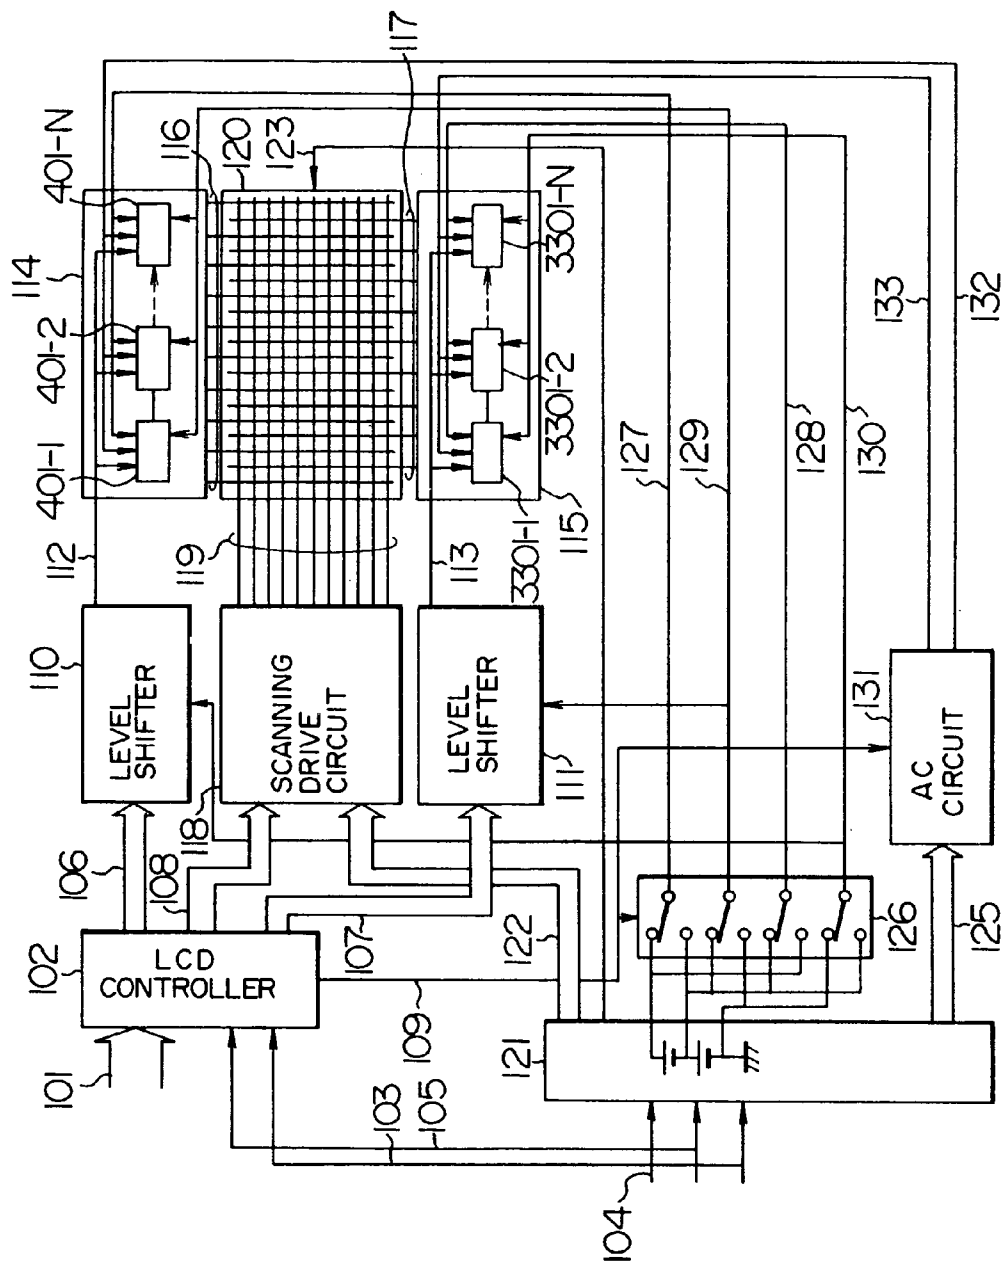 101
102
LCD
CONTROLLER
103
105
104
106
108
107
109
110
LEVEL
SHIFTER
118
SCANNING
DRIVE
CIRCUIT
LEVEL
SHIFTER
111
112
119
113
114
401-1
401-2
401-N
116
120
123
117
3301-1
3301-2
3301-N
115
121
122
126
125
127
129
128
130
131
AC
CIRCUIT
133
132